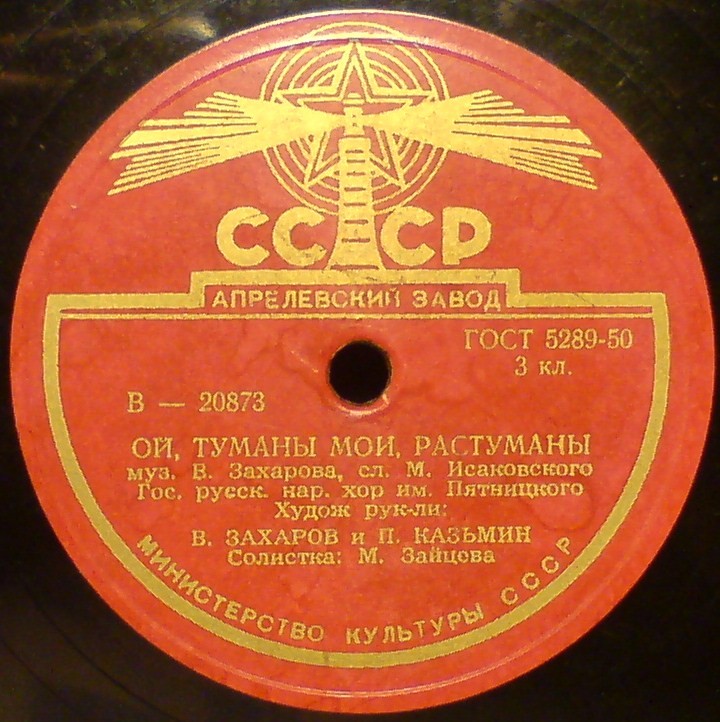 СССР
АПРЕЛЕВСКИЙ ЗАВОД
ГОСТ 5289-50
3 кл.
В — 20873
ОЙ, ТУМАНЫ МОИ, РАСТУМАНЫ
муз. В. Захарова, сл. М. Исаковского
Гос. русск. нар. хор им. Пятницкого
Худож рук-ли:
В. ЗАХАРОВ и П. КАЗЬМИН
Солистка: М. Зайцова
МИНИСТЕРСТВО КУЛЬТУРЫ СССР